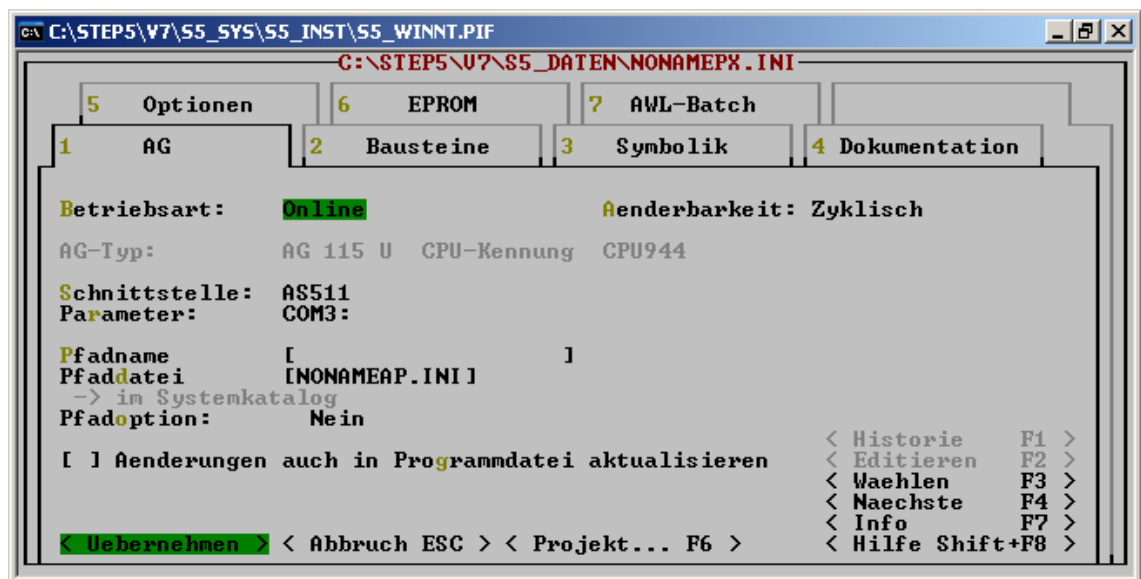 C:\STEP5\V7\S5_SYS\S5_INST\S5_WINNT.PIF
C:\STEP5\V7\S5_DATEN\NONAMEPX.INI
5 Optionen 6 EPROM 7 AWL-Batch
1 AG 2 Bausteine 3 Symbolik 4 Dokumentation
Betriebsart: Online Aenderbarkeit: Zyklisch
AG-Typ: AG 115 U CPU-Kennung CPU944
Schnittstelle: AS511
Parameter: COM3:
Pfadname [ ]
Pfaddatei [NONAMEAP.INI]
-> im Systemkatalog
Pfadoption: Nein
< Historie F1 >
[ ] Aenderungen auch in Programmdatei aktualisieren < Editieren F2 >
< Waehlen F3 >
< Naechste F4 >
< Info F7 >
< Uebernehmen > < Abbruch ESC > < Projekt... F6 > < Hilfe Shift+F8 >